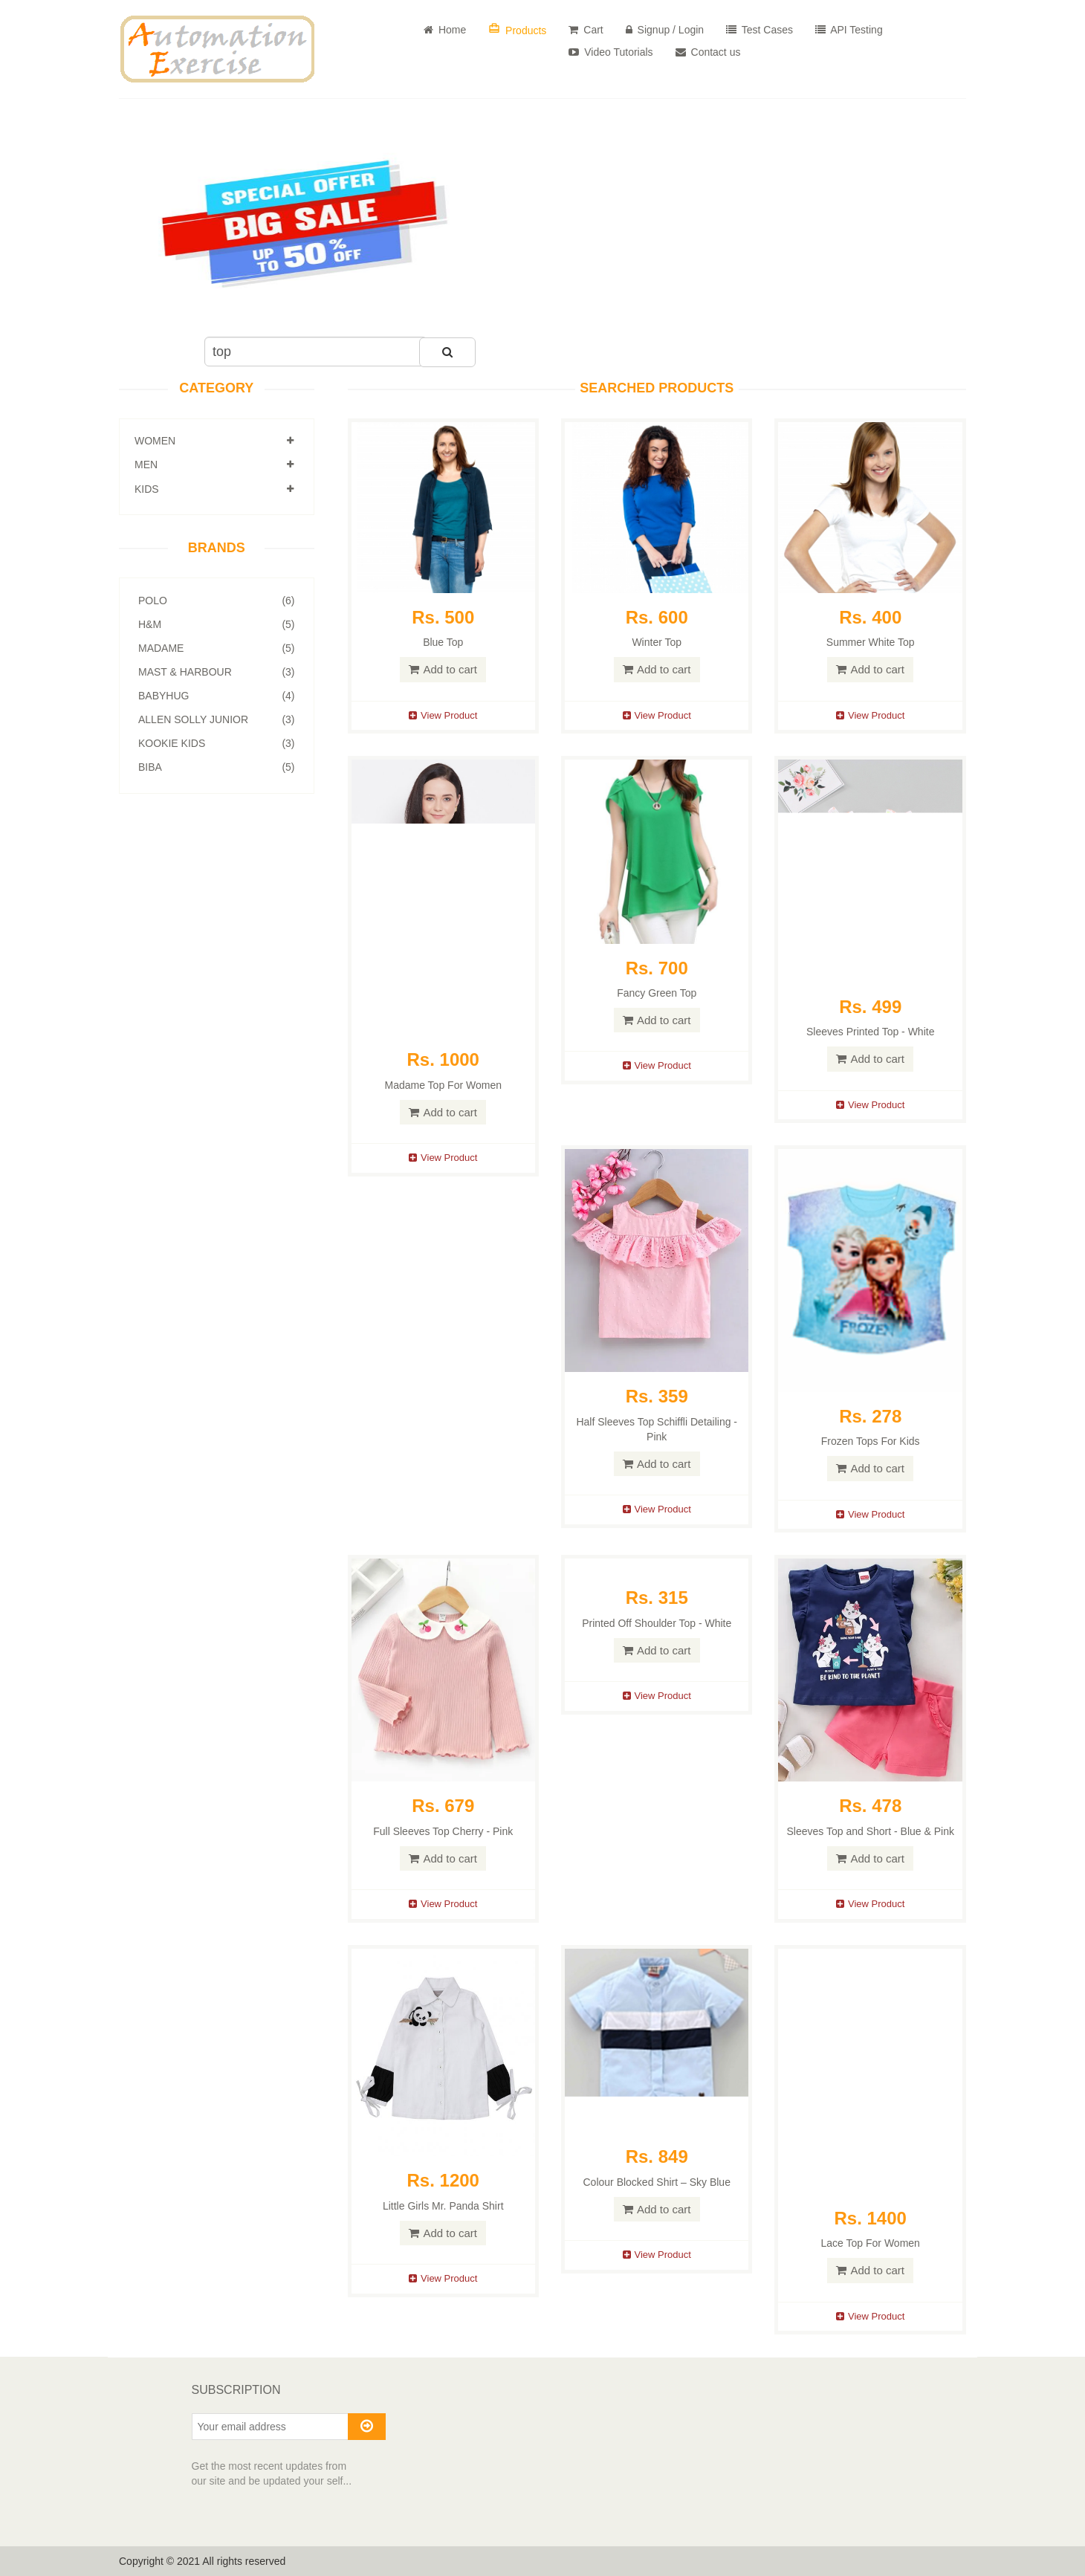 Automation
Exercise
Home
Products
Cart
Signup / Login
Test Cases
API Testing
Video Tutorials
Contact us
SPECIAL OFFER
BIG SALE
UP TO 50% OFF
top
CATEGORY
WOMEN
MEN
KIDS
BRANDS
POLO (6)
H&M (5)
MADAME (5)
MAST & HARBOUR (3)
BABYHUG (4)
ALLEN SOLLY JUNIOR (3)
KOOKIE KIDS (3)
BIBA (5)
SEARCHED PRODUCTS
Rs. 500
Blue Top
Add to cart
View Product
Rs. 600
Winter Top
Add to cart
View Product
Rs. 400
Summer White Top
Add to cart
View Product
Rs. 1000
Madame Top For Women
Add to cart
View Product
Rs. 700
Fancy Green Top
Add to cart
View Product
Rs. 499
Sleeves Printed Top - White
Add to cart
View Product
Rs. 359
Half Sleeves Top Schiffli Detailing -
Pink
Add to cart
View Product
FROZEN
Rs. 278
Frozen Tops For Kids
Add to cart
View Product
Rs. 679
Full Sleeves Top Cherry - Pink
Add to cart
View Product
Rs. 315
Printed Off Shoulder Top - White
Add to cart
View Product
BE KIND TO THE PLANET
Rs. 478
Sleeves Top and Short - Blue & Pink
Add to cart
View Product
Rs. 1200
Little Girls Mr. Panda Shirt
Add to cart
View Product
Rs. 849
Colour Blocked Shirt – Sky Blue
Add to cart
View Product
Rs. 1400
Lace Top For Women
Add to cart
View Product
SUBSCRIPTION
Your email address
Get the most recent updates from
our site and be updated your self...
Copyright © 2021 All rights reserved